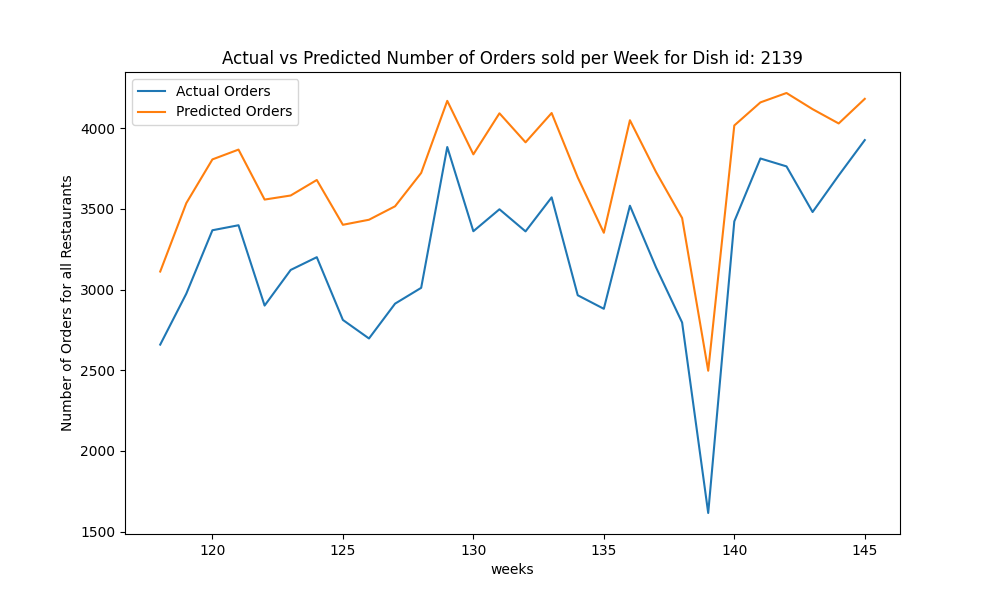 Actual vs Predicted Number of Orders sold per Week for Dish id: 2139
Actual Orders
Predicted Orders
Number of Orders for all Restaurants
4000
3500
3000
2500
2000
1500
120 125 130 135 140 145
weeks